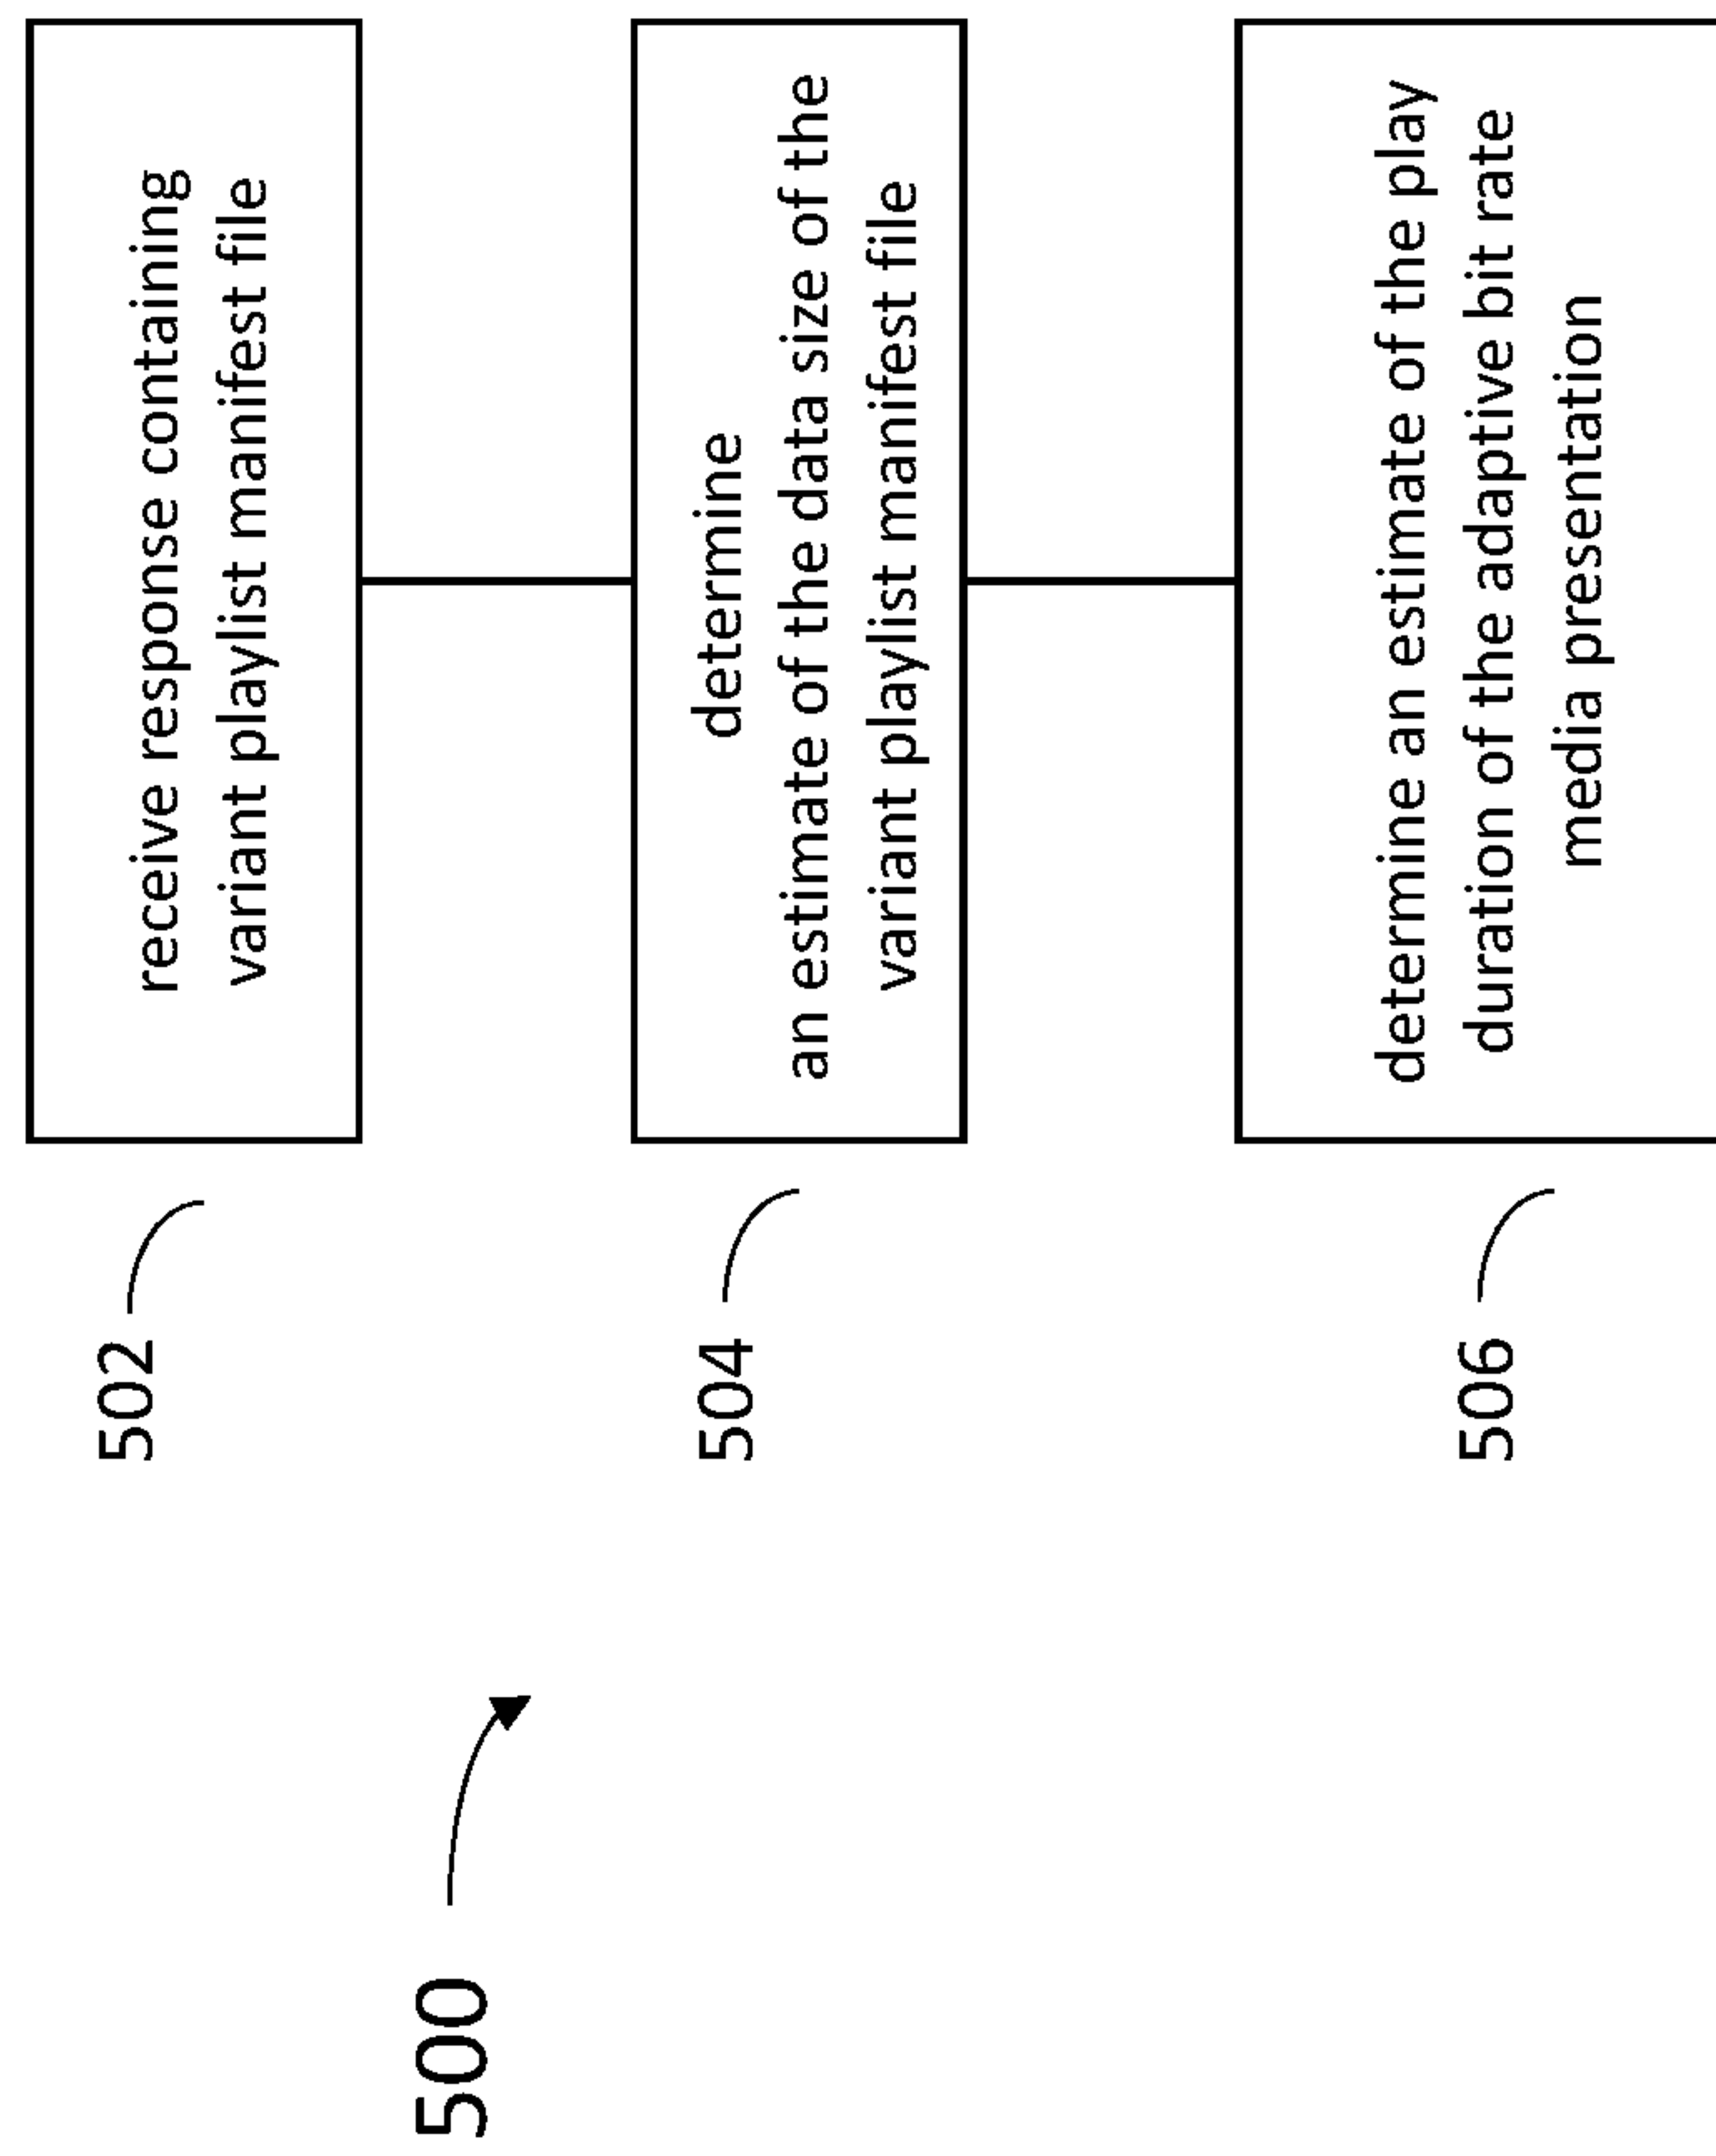 500
502
receive response containing
variant playlist manifest file
504
determine
an estimate of the data size of the
variant playlist manifest file
506
determine an estimate of the play
duration of the adaptive bit rate
media presentation